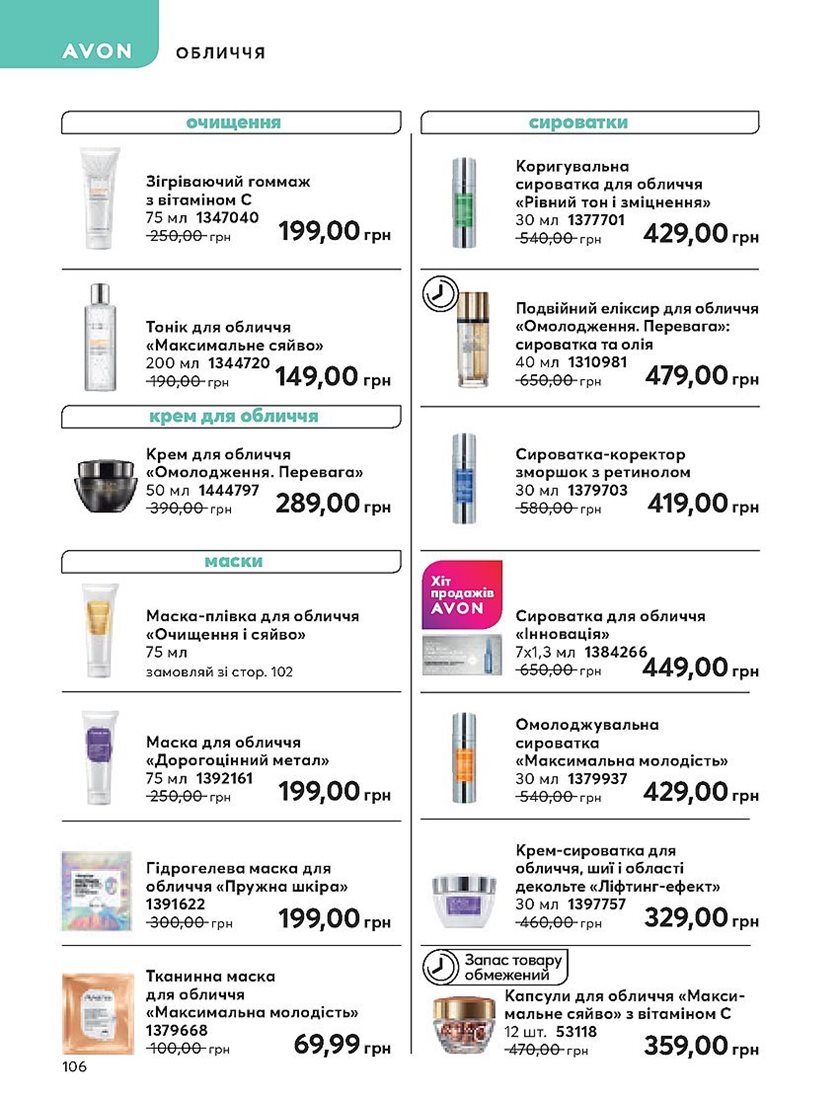 AVON
ОБЛИЧЧЯ
очищення
Зігріваючий гоммаж
з вітаміном С
75 мл 1347040
250,00 грн 199,00 грн
Тонік для обличчя
«Максимальне сяйво»
200 мл 1344720
190,00 грн 149,00 грн
крем для обличчя
Крем для обличчя
«Омолодження. Перевага»
50 мл 1444797
390,00 грн 289,00 грн
маски
Маска-плівка для обличчя
«Очищення і сяйво»
75 мл
замовляй зі стор. 102
Маска для обличчя
«Дорогоцінний метал»
75 мл 1392161
250,00 грн 199,00 грн
Гідрогелева маска для
обличчя «Пружна шкіра»
1391622
300,00 грн 199,00 грн
Тканинна маска
для обличчя
«Максимальна молодість»
1379668
100,00 грн 69,99 грн
сироватки
Коригувальна
сироватка для обличчя
«Рівний тон і зміцнення»
30 мл 1377701
540,00 грн 429,00 грн
Подвійний еліксир для обличчя
«Омолодження. Перевага»:
сироватка та олія
40 мл 1310981
650,00 грн 479,00 грн
Сироватка-коректор
зморшок з ретинолом
30 мл 1379703
580,00 грн 419,00 грн
Хіт
продажів
AVON
Сироватка для обличчя
«Інновація»
7х1,3 мл 1384266
650,00 грн 449,00 грн
Омолоджувальна
сироватка
«Максимальна молодість»
30 мл 1379937
540,00 грн 429,00 грн
Крем-сироватка для
обличчя, шиї і області
декольте «Ліфтинг-ефект»
30 мл 1397757
460,00 грн 329,00 грн
Запас товару
обмежений
Капсули для обличчя «Макси-
мальне сяйво» з вітаміном С
12 шт. 53118
470,00 грн 359,00 грн
106